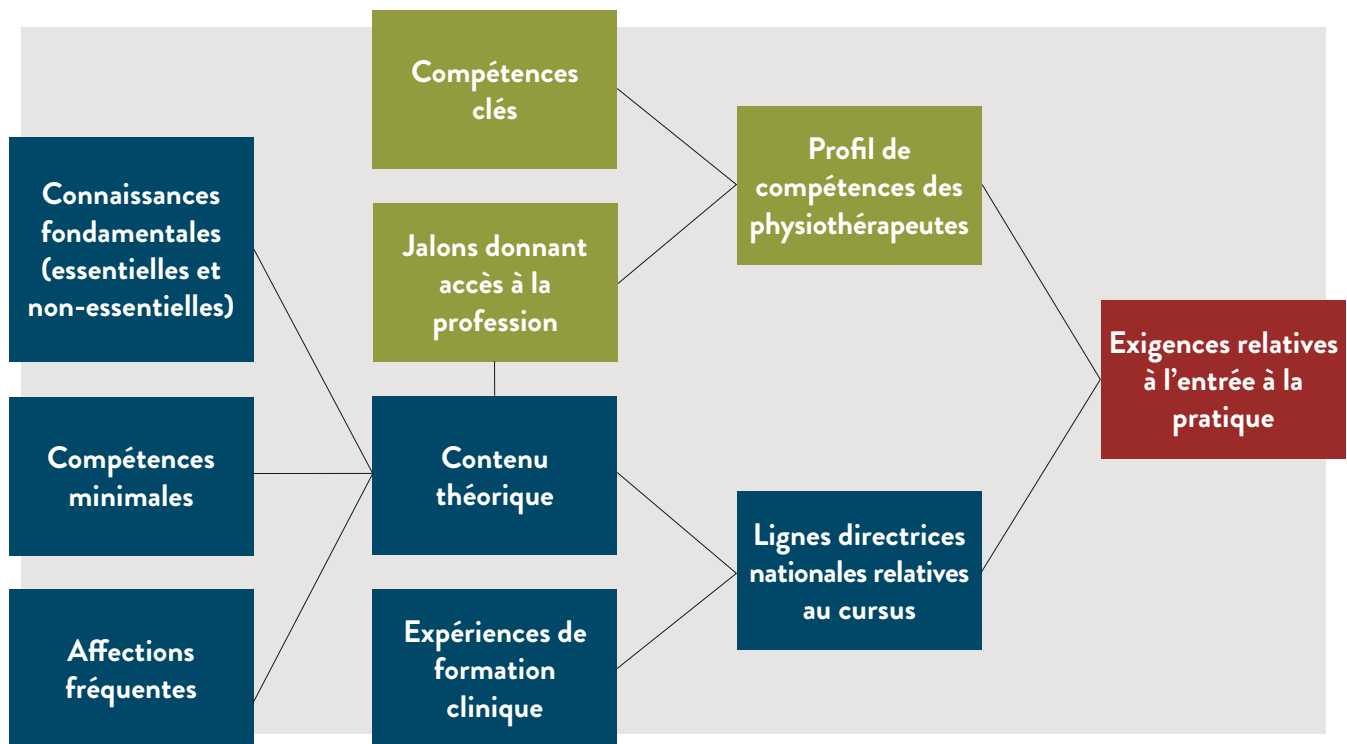 Compétences
clés
Connaissances
fondamentales
(essentielles et
non-essentielles)
Jalons donnant
accès à la
profession
Profil de
compétences des
physiothérapeutes
Exigences relatives
à l’entrée à la
pratique
Compétences
minimales
Contenu
théorique
Lignes directrices
nationales relatives
au cursus
Affections
fréquentes
Expériences de
formation
clinique